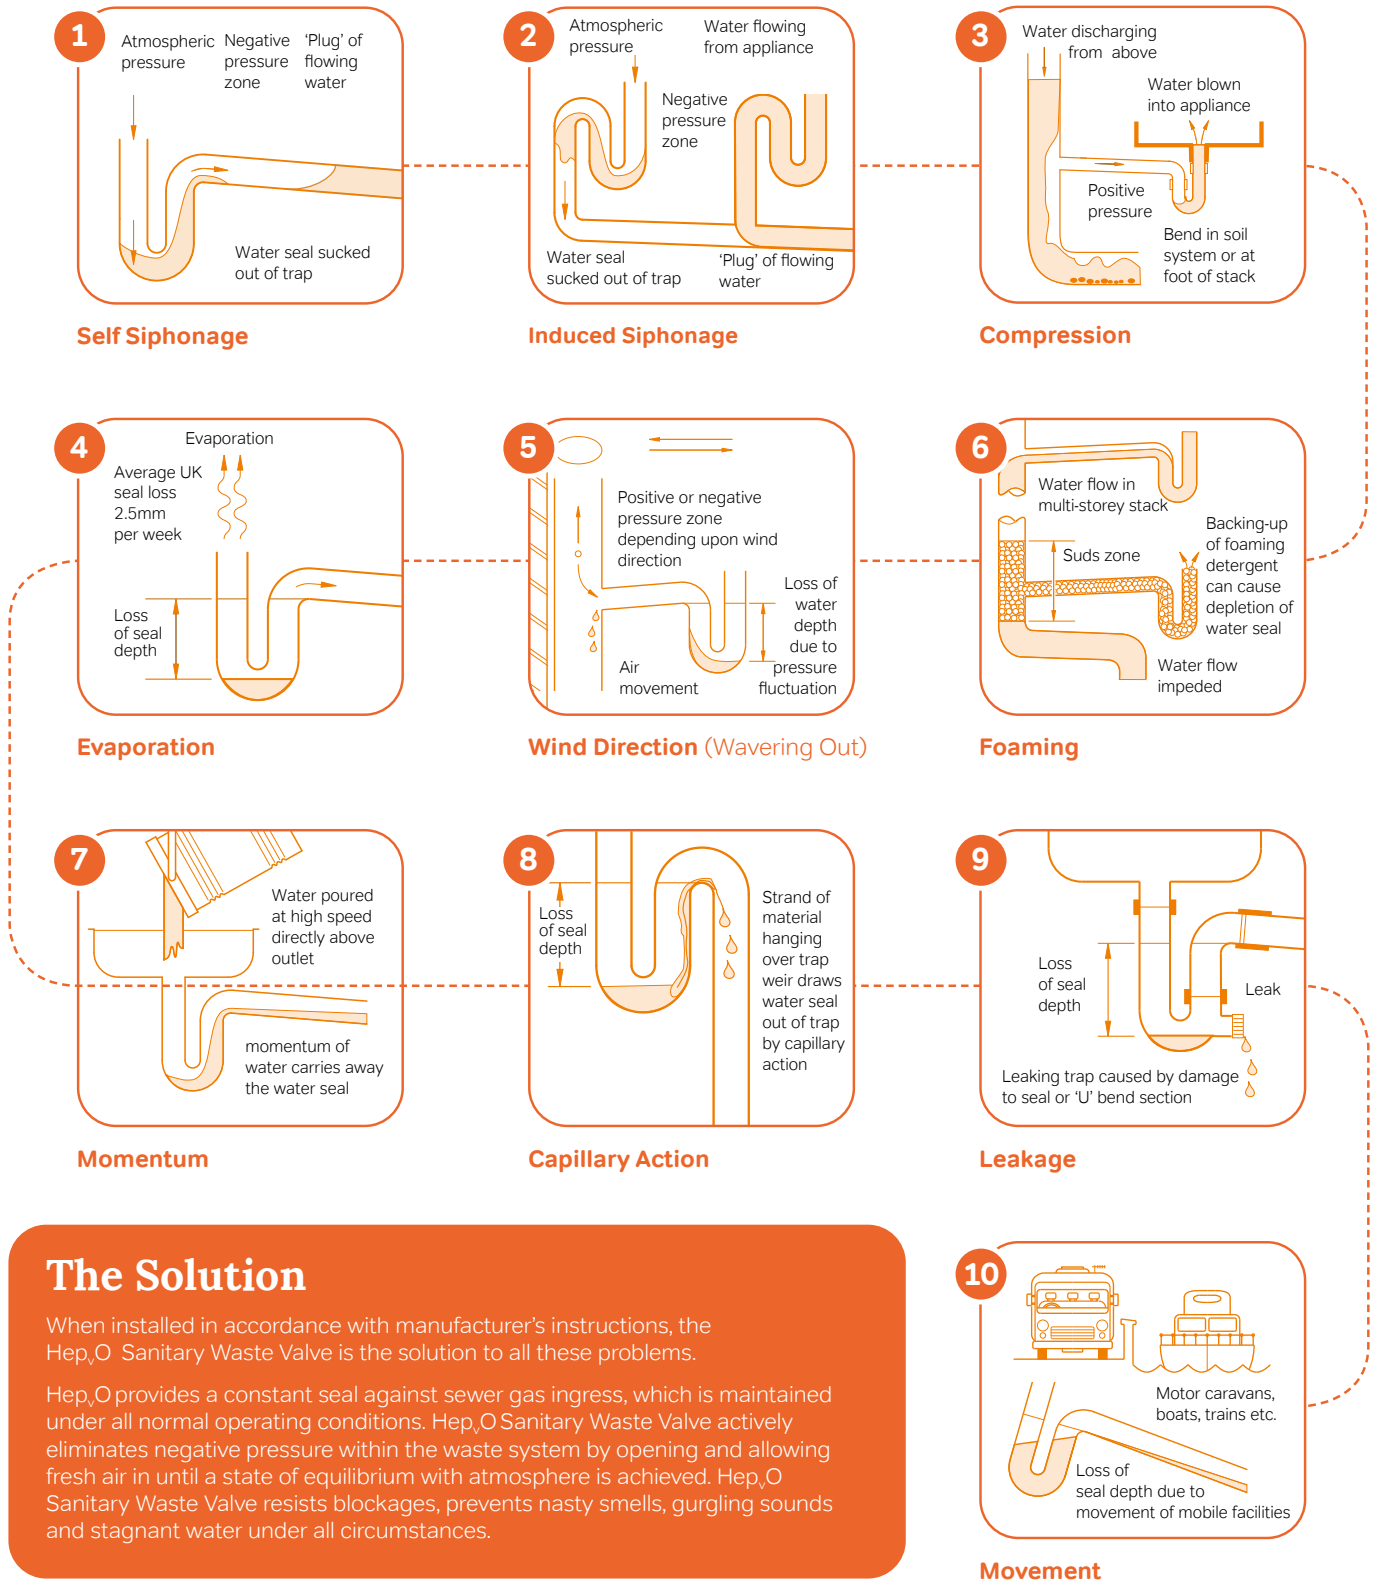 1
Atmospheric
pressure
Negative
pressure
zone
‘Plug’ of
flowing
water
Water seal sucked
out of trap
Self Siphonage
2
Atmospheric
pressure
Water flowing
from appliance
Negative
pressure
zone
Water seal
sucked out of trap
‘Plug’ of flowing
water
Induced Siphonage
3
Water discharging
from above
Water blown
into appliance
Positive
pressure
Bend in soil
system or at
foot of stack
Compression
4
Evaporation
Average UK
seal loss
2.5mm
per week
Loss
of seal
depth
Evaporation
5
Positive or negative
pressure zone
depending upon wind
direction
Loss of
water
depth
due to
pressure
fluctuation
Air
movement
Wind Direction (Wavering Out)
6
Water flow in
multi-storey stack
Suds zone
Backing-up
of foaming
detergent
can cause
depletion of
water seal
Water flow
impeded
Foaming
7
Water poured
at high speed
directly above
outlet
momentum of
water carries away
the water seal
Momentum
8
Loss
of seal
depth
Strand of
material
hanging
over trap
weir draws
water seal
out of trap
by capillary
action
Capillary Action
9
Loss
of seal
depth
Leak
Leaking trap caused by damage
to seal or ‘U’ bend section
Leakage
The Solution
When installed in accordance with manufacturer’s instructions, the
HepvO Sanitary Waste Valve is the solution to all these problems.
HepvO provides a constant seal against sewer gas ingress, which is maintained
under all normal operating conditions. HepvO Sanitary Waste Valve actively
eliminates negative pressure within the waste system by opening and allowing
fresh air in until a state of equilibrium with atmosphere is achieved. HepvO
Sanitary Waste Valve resists blockages, prevents nasty smells, gurgling sounds
and stagnant water under all circumstances.
10
Motor caravans,
boats, trains etc.
Loss of
seal depth due to
movement of mobile facilities
Movement